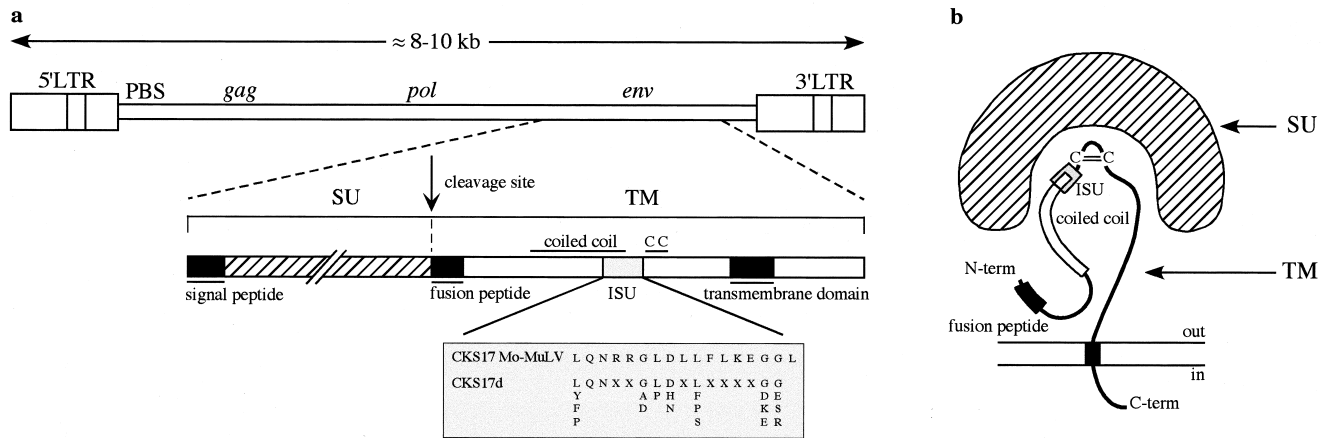 a
≈ 8-10 kb
5'LTR PBS gag pol env 3'LTR
cleavage site
SU TM
coiled coil C C
signal peptide fusion peptide ISU transmembrane domain
CKS17 Mo-MuLV L Q N R R G L D L L F L K E G G L
CKS17d L Q N X X G L D X L X X X X G G
Y A P H F D E
F D N P K S
P S E R
b
SU
C=C
ISU
coiled coil
N-term
TM
fusion peptide
out
in
C-term